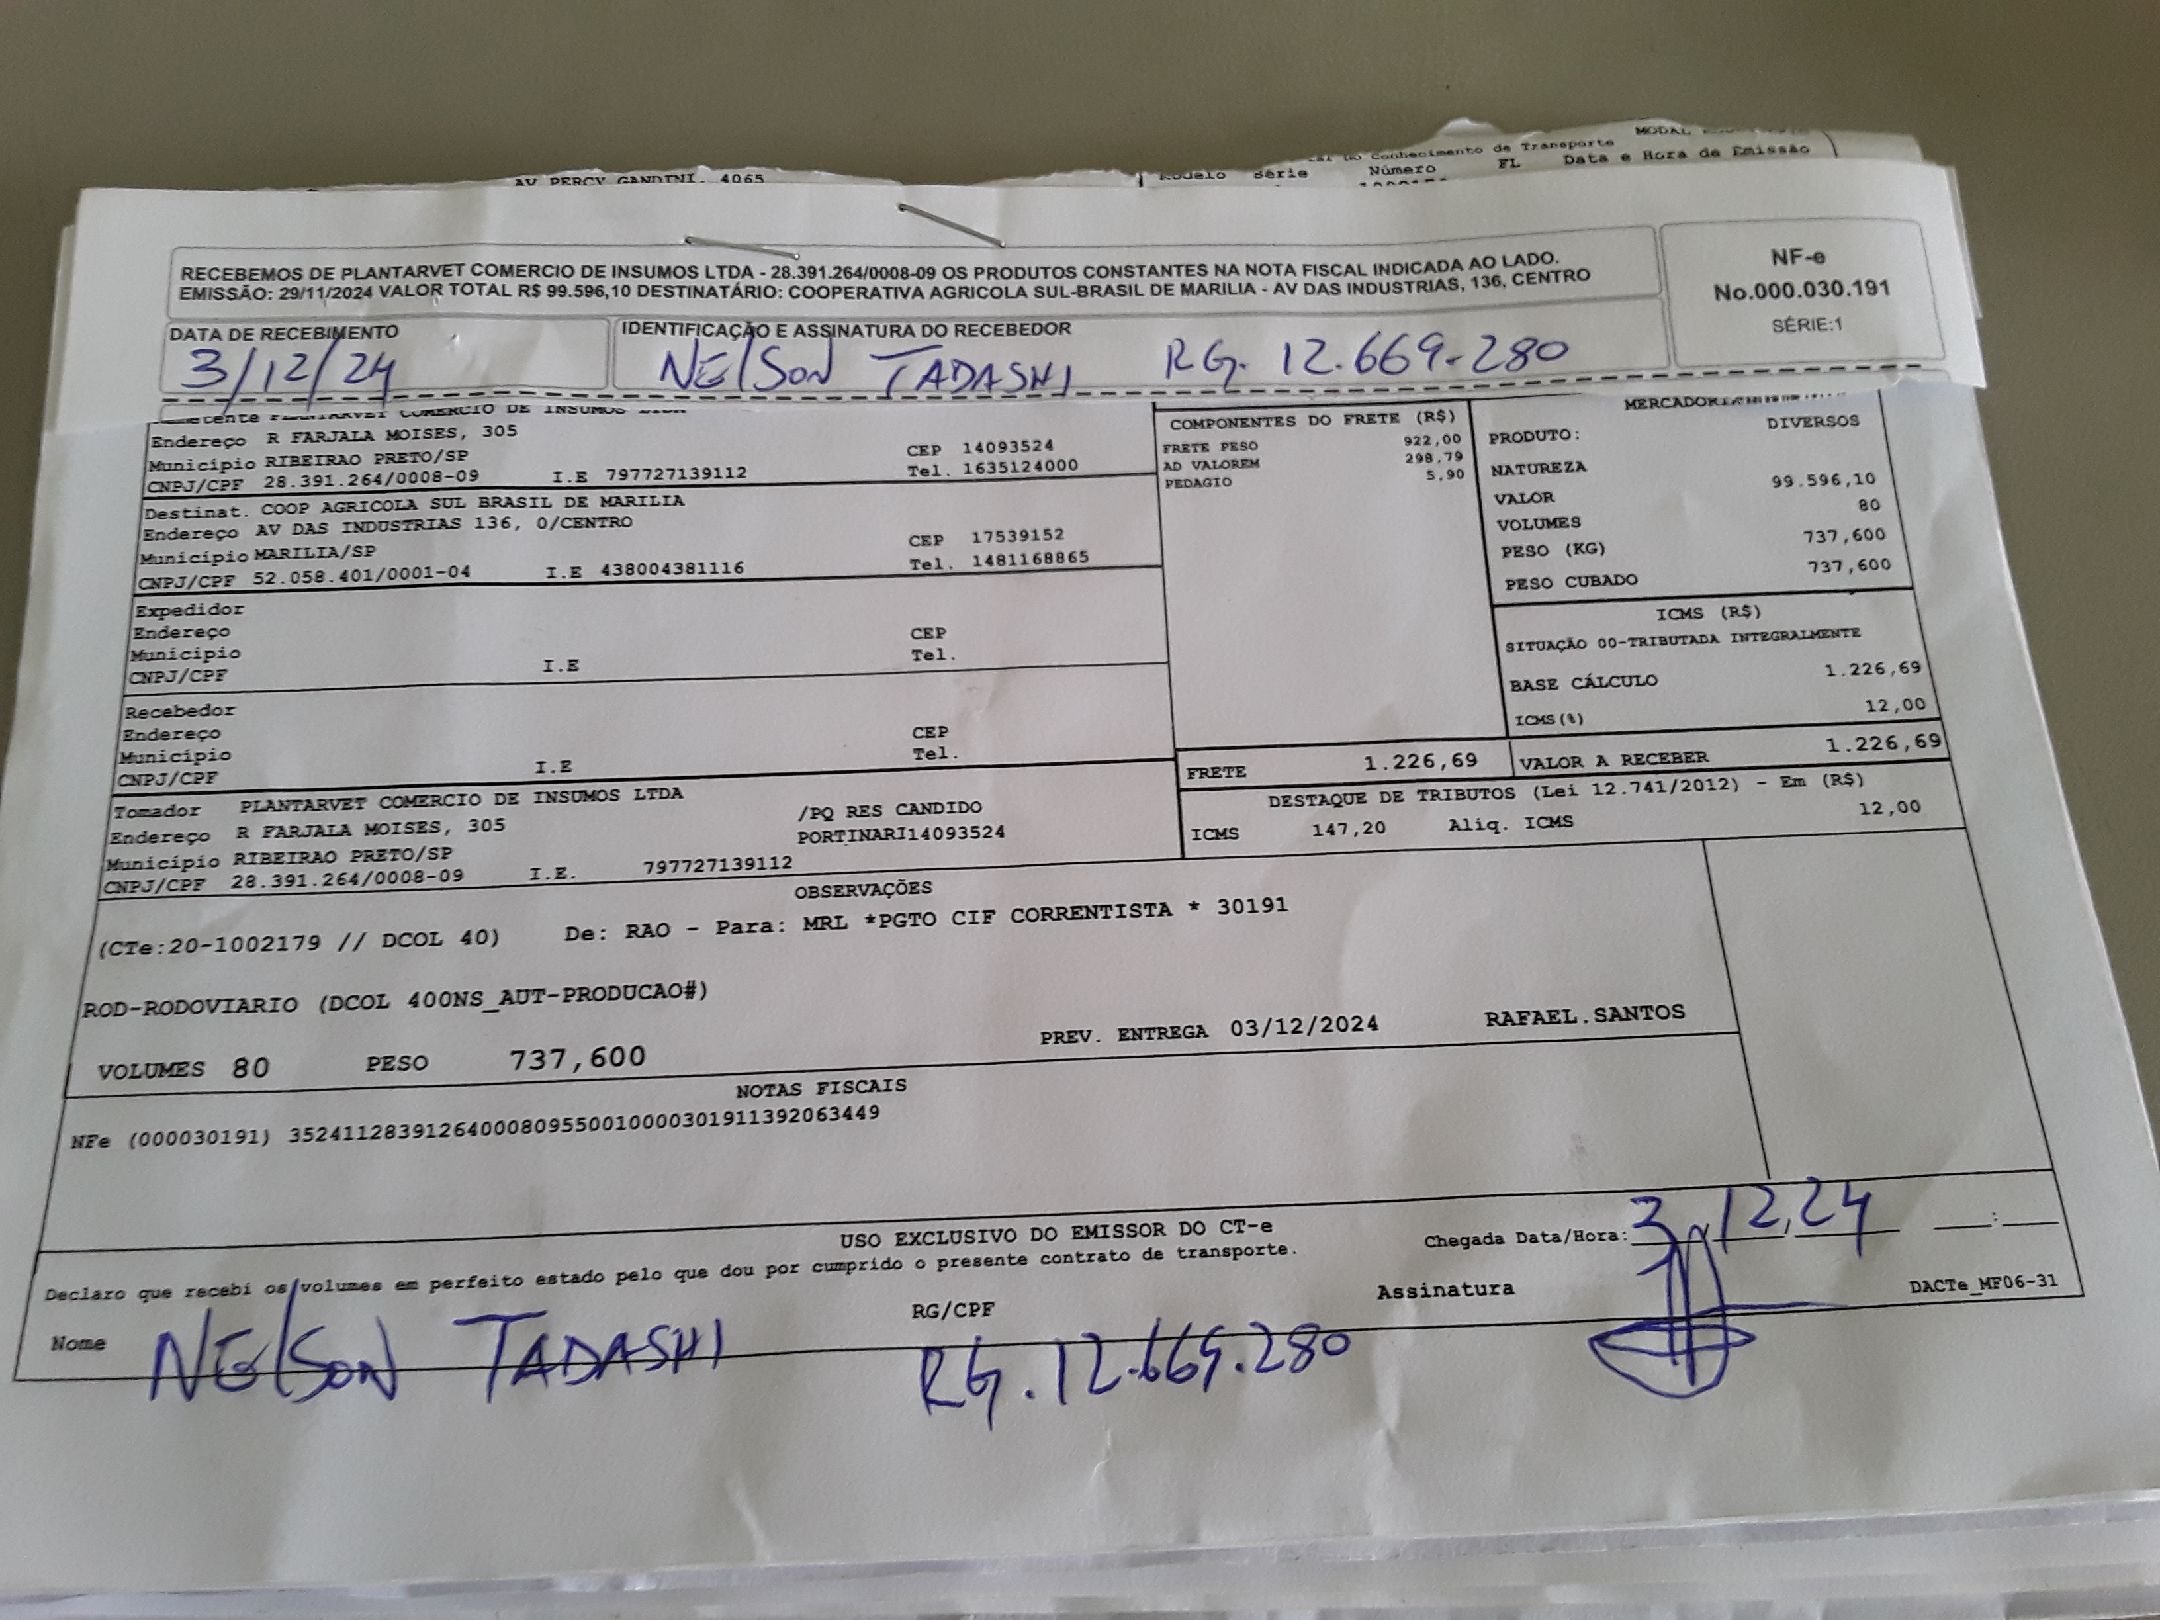 AV PERCY GANDINI, 4065
MODAL
Conhecimento de Transporte
Modelo Série Número FL Data e Hora de Emissão
RECEBEMOS DE PLANTARVET COMERCIO DE INSUMOS LTDA - 28.391.264/0008-09 OS PRODUTOS CONSTANTES NA NOTA FISCAL INDICADA AO LADO.
EMISSÃO: 29/11/2024 VALOR TOTAL R$ 99.596,10 DESTINATÁRIO: COOPERATIVA AGRICOLA SUL-BRASIL DE MARILIA - AV DAS INDUSTRIAS, 136, CENTRO
NF-e
No.000.030.191
SÉRIE:1
DATA DE RECEBIMENTO
3/12/24
IDENTIFICAÇÃO E ASSINATURA DO RECEBEDOR
NElSon TADASHI RG. 12.669-280
PLANTARVET COMERCIO DE INSUMOS
Endereço R FARJALA MOISES, 305
Município RIBEIRAO PRETO/SP CEP 14093524
CNPJ/CPF 28.391.264/0008-09 I.E 797727139112 Tel. 1635124000
Destinat. COOP AGRICOLA SUL BRASIL DE MARILIA
Endereço AV DAS INDUSTRIAS 136, 0/CENTRO
Município MARILIA/SP CEP 17539152
CNPJ/CPF 52.058.401/0001-04 I.E 438004381116 Tel. 1481168865
Expedidor
Endereço
Município CEP
CNPJ/CPF I.E Tel.
Recebedor
Endereço
Município CEP
CNPJ/CPF I.E Tel.
Tomador PLANTARVET COMERCIO DE INSUMOS LTDA
Endereço R FARJALA MOISES, 305 /PQ RES CANDIDO
Município RIBEIRAO PRETO/SP PORTINARI14093524
CNPJ/CPF 28.391.264/0008-09 I.E. 797727139112
COMPONENTES DO FRETE (R$)
FRETE PESO 922,00
AD VALOREM 298,79
PEDAGIO 5,90
PRODUTO: DIVERSOS
NATUREZA
VALOR 99.596,10
VOLUMES 80
PESO (KG) 737,600
PESO CUBADO 737,600
ICMS (R$)
SITUAÇÃO 00-TRIBUTADA INTEGRALMENTE
BASE CÁLCULO 1.226,69
ICMS(%) 12,00
FRETE 1.226,69 VALOR A RECEBER 1.226,69
DESTAQUE DE TRIBUTOS (Lei 12.741/2012) - Em (R$)
ICMS 147,20 Aliq. ICMS 12,00
OBSERVAÇÕES
(CTe:20-1002179 // DCOL 40) De: RAO - Para: MRL *PGTO CIF CORRENTISTA * 30191
ROD-RODOVIARIO (DCOL 400NS_AUT-PRODUCAO#)
VOLUMES 80 PESO 737,600 PREV. ENTREGA 03/12/2024 RAFAEL.SANTOS
NOTAS FISCAIS
NFe (000030191) 35241128391264000809550010000301911392063449
USO EXCLUSIVO DO EMISSOR DO CT-e
Declaro que recebi os volumes em perfeito estado pelo que dou por cumprido o presente contrato de transporte.
Chegada Data/Hora: 3, 12, 24 :
Nome NElSon TADASHI RG/CPF RG. 12.669.280 Assinatura
DACTe_MF06-31